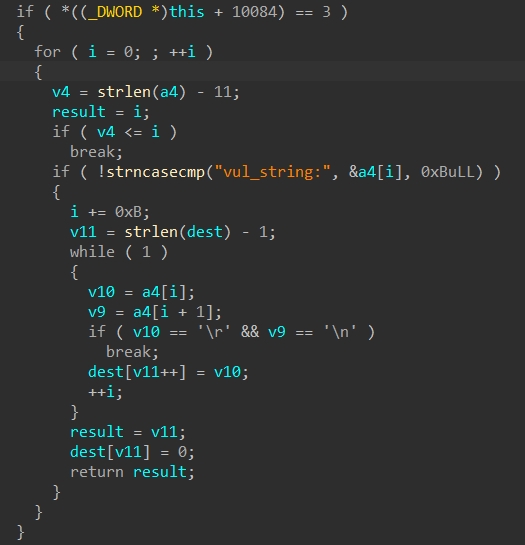 if ( *((_DWORD *)this + 10084) == 3 )
{
  for ( i = 0; ; ++i )
  {
    v4 = strlen(a4) - 11;
    result = i;
    if ( v4 <= i )
      break;
    if ( !strncasecmp("vul_string:", &a4[i], 0xBuLL) )
    {
      i += 0xB;
      v11 = strlen(dest) - 1;
      while ( 1 )
      {
        v10 = a4[i];
        v9 = a4[i + 1];
        if ( v10 == '\r' && v9 == '\n' )
          break;
        dest[v11++] = v10;
        ++i;
      }
      result = v11;
      dest[v11] = 0;
      return result;
    }
  }
}